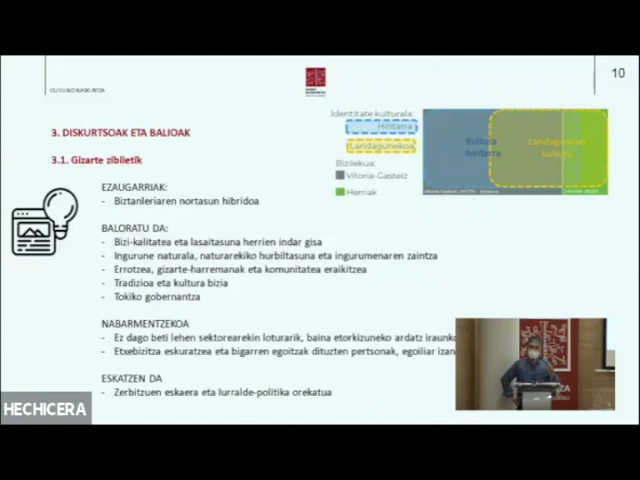 10
3. DISKURTSOAK ETA BALIOAK
3.1. Gizarte zibiletik
Identitate kulturala:
Hiritarra
Landagunekoa
Bizilekua:
Vitoria-Gasteiz
Herriak
Kultura
hiritarra
Landaguneko
kultura
EZAUGARRIAK:
- Biztanleriaren nortasun hibridoa
BALORATU DA:
- Bizi-kalitatea eta lasaitasuna herrien indar gisa
- Ingurune naturala, naturarekiko hurbiltasuna eta ingurumenaren zaintza
- Errotzea, gizarte-harremanak eta komunitatea eraikitzea
- Tradizioa eta kultura bizia
- Tokiko gobernantza
NABARMENTZEKOA
- Ez dago beti lehen sektorearekin loturarik, baina etorkizuneko ardatz iraunko
- Etxebizitza eskuratzea eta bigarren egoitzak dituzten pertsonak, egoiliar izan
ESKATZEN DA
- Zerbitzuen eskaera eta lurralde-politika orekatua
HECHICERA